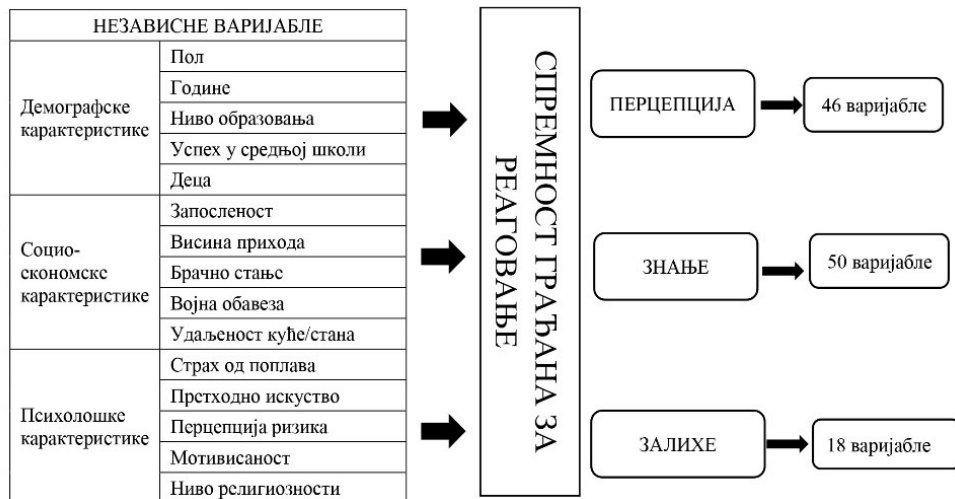 НЕЗАВИСНЕ ВАРИЈАБЛЕ
Демографске
карактеристике
Пол
Године
Ниво образовања
Успех у средњој школи
Деца
Социо-
економске
карактеристике
Запосленост
Висина прихода
Брачно стање
Војна обавеза
Удаљеност куће/стана
Психолошке
карактеристике
Страх од поплава
Претходно искуство
Перцепција ризика
Мотивисаност
Ниво религиозности
СПРЕМНОСТ ГРАЂАНА ЗА
РЕАГОВАЊЕ
ПЕРЦЕПЦИЈА
46 варијабле
ЗНАЊЕ
50 варијабле
ЗАЛИХЕ
18 варијабле